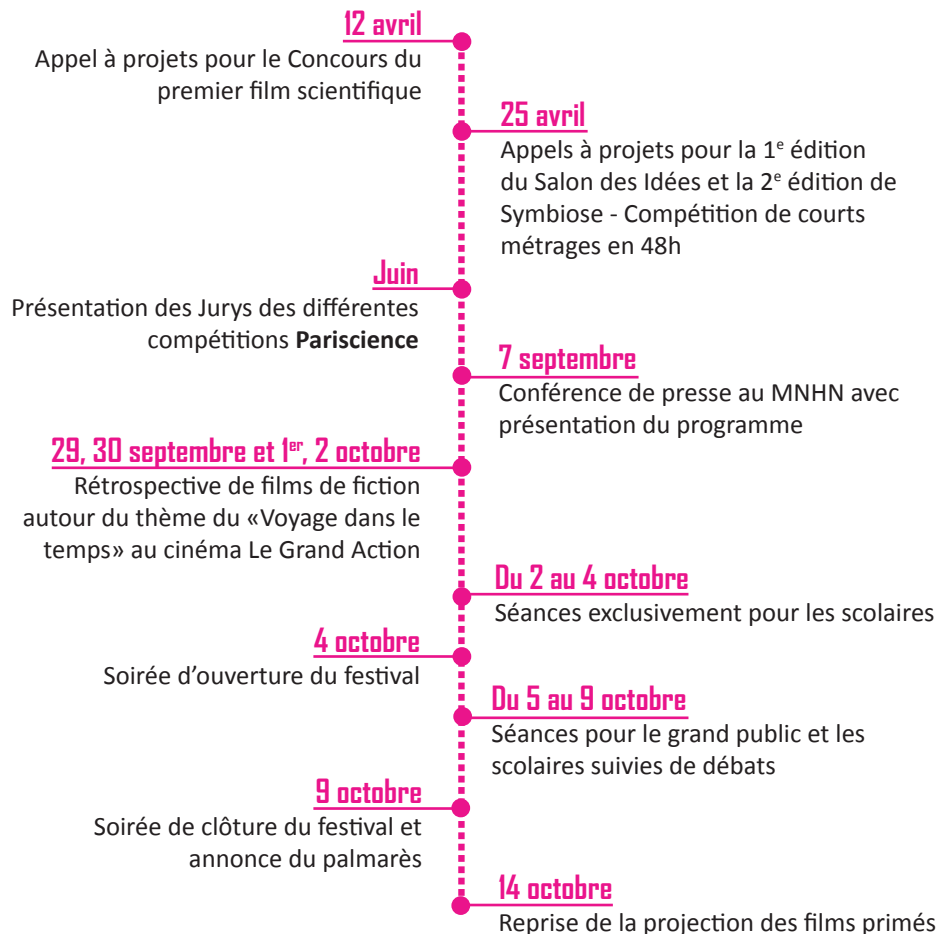 12 avril
Appel à projets pour le Concours du
premier film scientifique
25 avril
Appels à projets pour la 1e édition
du Salon des Idées et la 2e édition de
Symbiose - Compétition de courts
métrages en 48h
Juin
Présentation des Jurys des différentes
compétitions Pariscience
7 septembre
Conférence de presse au MNHN avec
présentation du programme
29, 30 septembre et 1er, 2 octobre
Rétrospective de films de fiction
autour du thème du «Voyage dans le
temps» au cinéma Le Grand Action
Du 2 au 4 octobre
Séances exclusivement pour les scolaires
4 octobre
Soirée d’ouverture du festival
Du 5 au 9 octobre
Séances pour le grand public et les
scolaires suivies de débats
9 octobre
Soirée de clôture du festival et
annonce du palmarès
14 octobre
Reprise de la projection des films primés